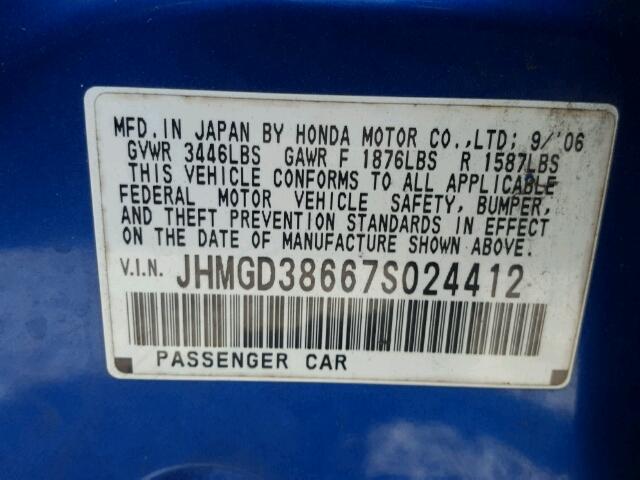 MFD.IN JAPAN BY HONDA MOTOR CO.,LTD; 9/'06
GVWR 3446LBS GAWR F 1876LBS R 1587LBS
THIS VEHICLE CONFORMS TO ALL APPLICABLE
FEDERAL MOTOR VEHICLE SAFETY, BUMPER,
AND THEFT PREVENTION STANDARDS IN EFFECT
ON THE DATE OF MANUFACTURE SHOWN ABOVE.
V.I.N. JHMGD38667S024412
PASSENGER CAR